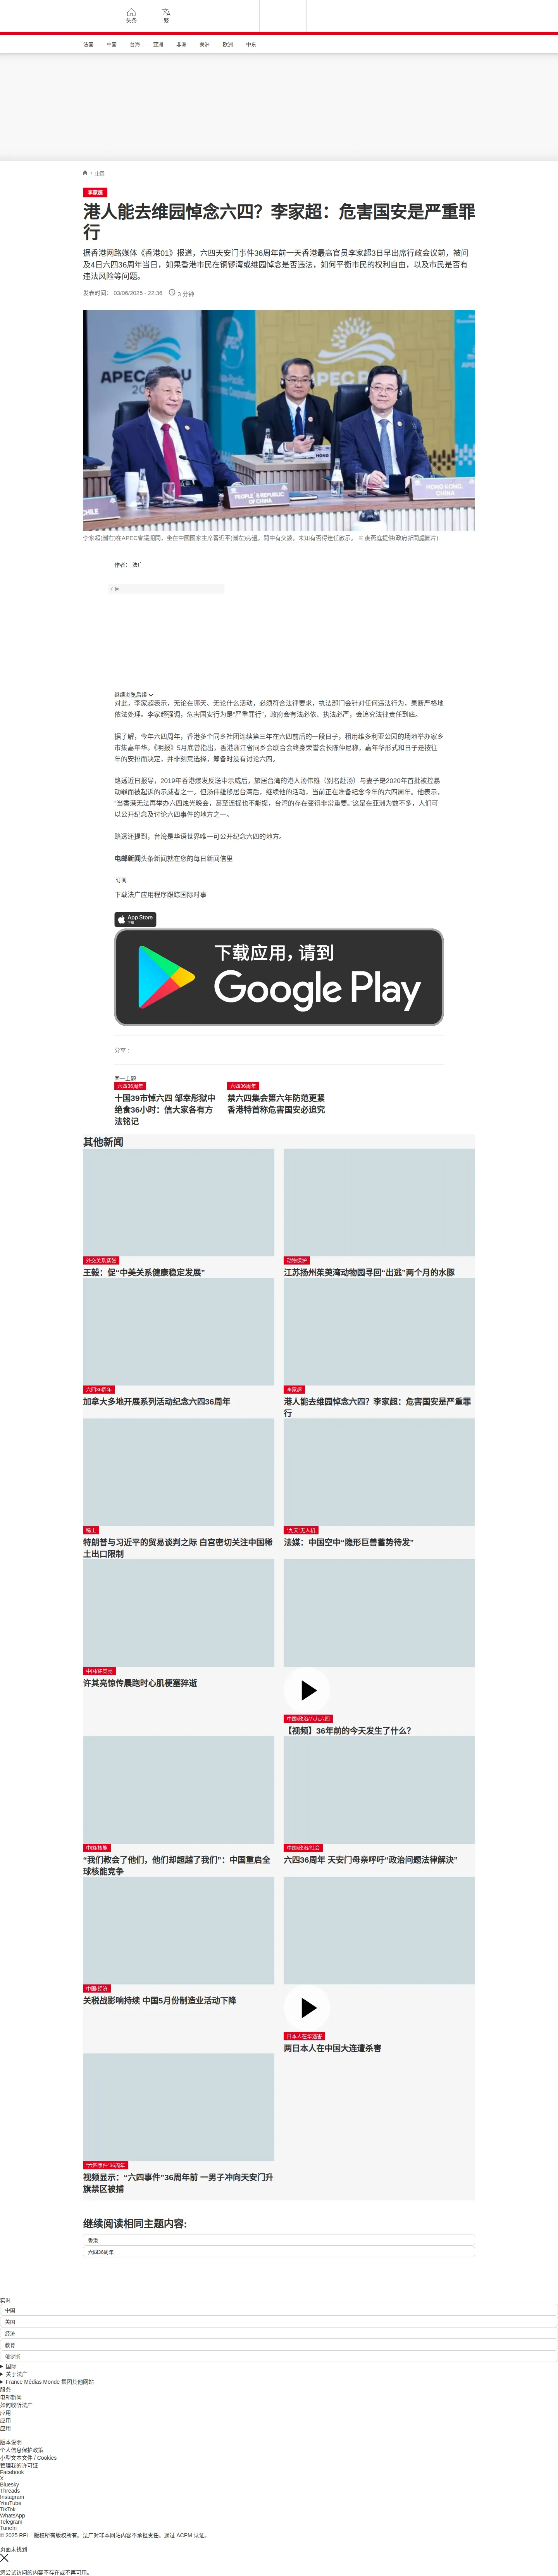 头条
繁
法国
中国
台海
亚洲
非洲
美洲
欧洲
中东
/ 中国
李家超
港人能去维园悼念六四？李家超：危害国安是严重罪
行
据香港网路媒体《香港01》报道，六四天安门事件36周年前一天香港最高官员李家超3日早出席行政会议前，被问
及4日六四36周年当日，如果香港市民在铜锣湾或维园悼念是否违法，如何平衡市民的权利自由，以及市民是否有
违法风险等问题。
发表时间： 03/06/2025 - 22:36
3 分钟
APEC PERU
PEOPLE'S REPUBLIC
OF CHINA
HONG KONG,
CHINA
李家超(圖右)在APEC會議期間，坐在中國國家主席習近平(圖左)旁邊，間中有交談，未知有否得連任啟示。 © 麥燕庭提供(政府新聞處圖片)
作者： 法广
广告
继续浏览后续
对此，李家超表示，无论在哪天、无论什么活动，必须符合法律要求，执法部门会针对任何违法行为，果断严格地
依法处理。李家超强调，危害国安行为是“严重罪行”，政府会有法必依、执法必严，会追究法律责任到底。
据了解，今年六四周年，香港多个同乡社团连续第三年在六四前后的一段日子，租用维多利亚公园的场地举办家乡
市集嘉年华。《明报》5月底曾指出，香港浙江省同乡会联合会终身荣誉会长陈仲尼称，嘉年华形式和日子是按往
年的安排而决定，并非刻意选择，筹备时没有讨论六四。
路透近日报导，2019年香港爆发反送中示威后，旅居台湾的港人汤伟雄（别名赴汤）与妻子是2020年首批被控暴
动罪而被起诉的示威者之一。但汤伟雄移居台湾后，继续他的活动，当前正在准备纪念今年的六四周年。他表示，
“当香港无法再举办六四烛光晚会，甚至连提也不能提，台湾的存在变得非常重要。”这是在亚洲为数不多，人们可
以公开纪念及讨论六四事件的地方之一。
路透还提到，台湾是华语世界唯一可公开纪念六四的地方。
电邮新闻头条新闻就在您的每日新闻信里
订阅
下载法广应用程序跟踪国际时事
App Store
下载
下载应用，请到
Google Play
分享 :
同一主题
六四36周年
十国39市悼六四 邹幸彤狱中
绝食36小时：信大家各有方
法铭记
六四36周年
禁六四集会第六年防范更紧
香港特首称危害国安必追究
其他新闻
外交关系紧张
王毅：促“中美关系健康稳定发展”
动物保护
江苏扬州茱萸湾动物园寻回“出逃”两个月的水豚
六四36周年
加拿大多地开展系列活动纪念六四36周年
李家超
港人能去维园悼念六四？李家超：危害国安是严重罪
行
稀土
特朗普与习近平的贸易谈判之际 白宫密切关注中国稀
土出口限制
“九天”无人机
法媒：中国空中“隐形巨兽蓄势待发”
中国/许其亮
许其亮惊传晨跑时心肌梗塞猝逝
中国/政治/八九六四
【视频】36年前的今天发生了什么？
中国/核能
“我们教会了他们，他们却超越了我们”：中国重启全
球核能竞争
中国/政治/社会
六四36周年 天安门母亲呼吁“政治问题法律解決”
中国/经济
关税战影响持续 中国5月份制造业活动下降
日本人在华遇害
两日本人在中国大连遭杀害
“六四事件”36周年
视频显示：“六四事件”36周年前 一男子冲向天安门升
旗禁区被捕
继续阅读相同主题内容:
香港
六四36周年
实时
中国
美国
经济
教育
俄罗斯
国际
关于法广
France Médias Monde 集团其他网站
服务
电邮新闻
如何收听法广
应用
应用
应用
版本说明
个人信息保护政策
小型文本文件 / Cookies
管理我的许可证
Facebook
X
Bluesky
Threads
Instagram
YouTube
TikTok
WhatsApp
Telegram
TuneIn
© 2025 RFI – 版权所有版权所有。法广对非本网站内容不承担责任。通过 ACPM 认证。
页面未找到
您尝试访问的内容不存在或不再可用。